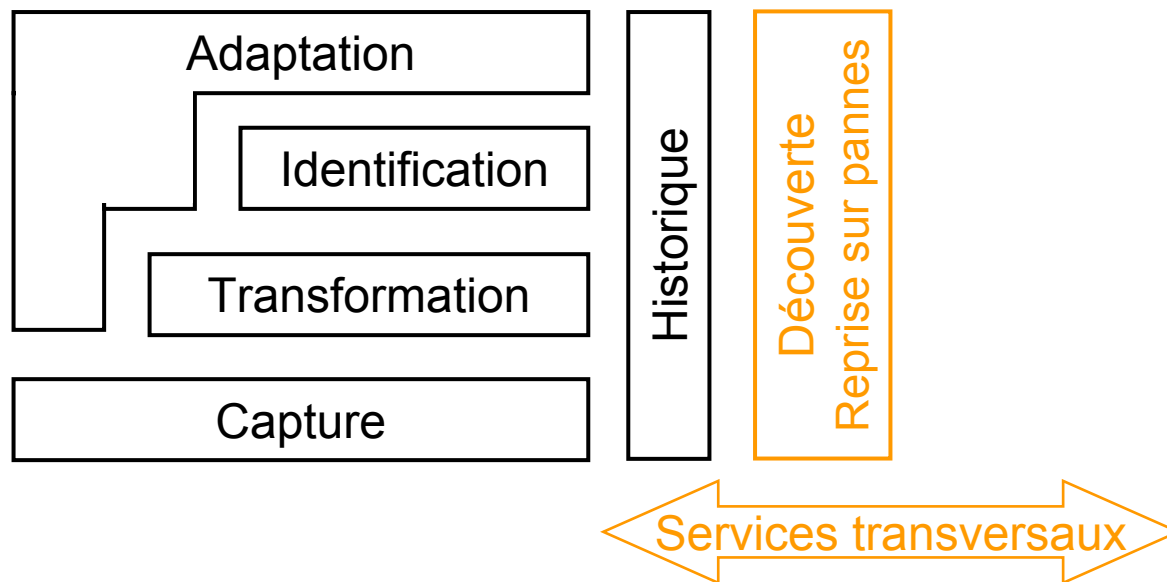 Adaptation
Identification
Transformation
Capture
Historique
Découverte
Reprise sur pannes
Services transversaux